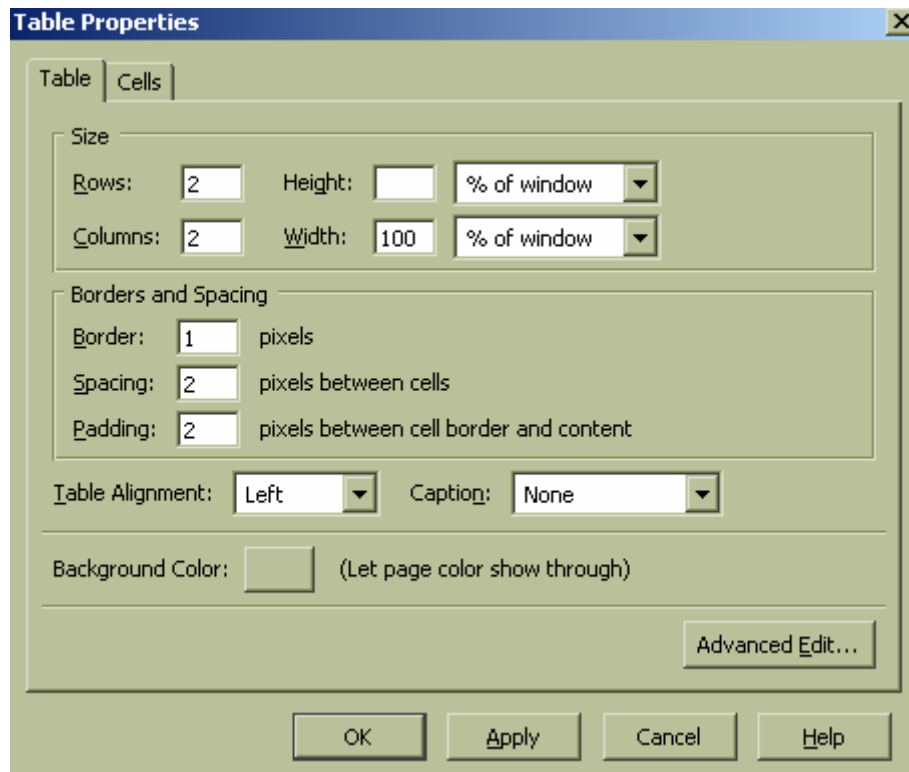 Table Properties
Table Cells
Size
Rows: 2 Height: % of window
Columns: 2 Width: 100 % of window
Borders and Spacing
Border: 1 pixels
Spacing: 2 pixels between cells
Padding: 2 pixels between cell border and content
Table Alignment: Left Caption: None
Background Color: (Let page color show through)
Advanced Edit...
OK Apply Cancel Help